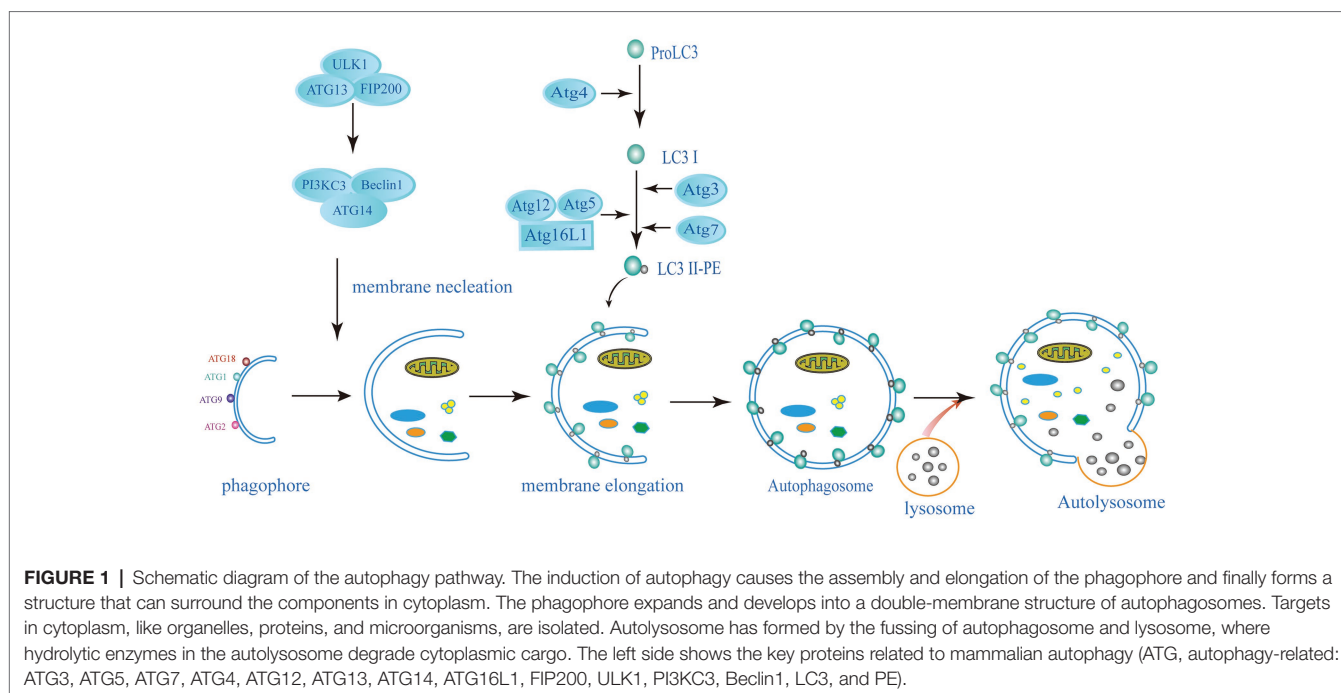 ULK1
ATG13 FIP200
PI3KC3 Beclin1
ATG14
membrane necleation
ProLC3
Atg4
LC3 I
Atg3
Atg12 Atg5
Atg16L1
Atg7
LC3 II-PE
ATG18
ATG1
ATG9
ATG2
phagophore
membrane elongation
Autophagosome
lysosome
Autolysosome
FIGURE 1 | Schematic diagram of the autophagy pathway. The induction of autophagy causes the assembly and elongation of the phagophore and finally forms a
structure that can surround the components in cytoplasm. The phagophore expands and develops into a double-membrane structure of autophagosomes. Targets
in cytoplasm, like organelles, proteins, and microorganisms, are isolated. Autolysosome has formed by the fussing of autophagosome and lysosome, where
hydrolytic enzymes in the autolysosome degrade cytoplasmic cargo. The left side shows the key proteins related to mammalian autophagy (ATG, autophagy-related:
ATG3, ATG5, ATG7, ATG4, ATG12, ATG13, ATG14, ATG16L1, FIP200, ULK1, PI3KC3, Beclin1, LC3, and PE).